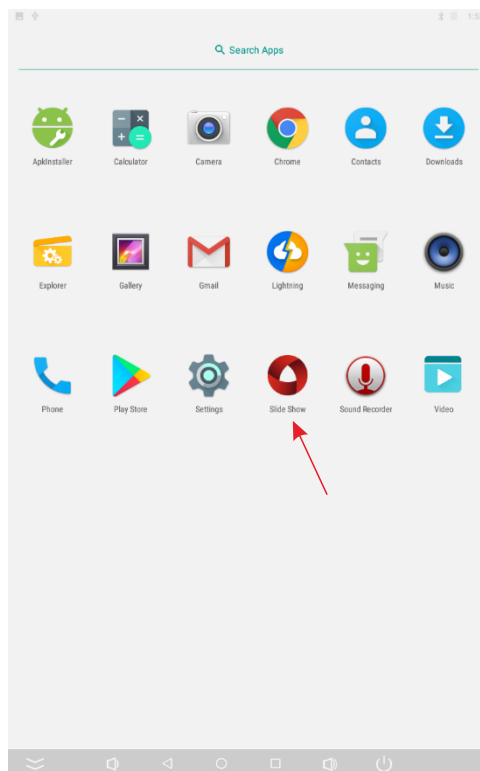 Search Apps
ApkInstaller Calculator Camera Chrome Contacts Downloads
Explorer Gallery Gmail Lightning Messaging Music
Phone Play Store Settings Slide Show Sound Recorder Video